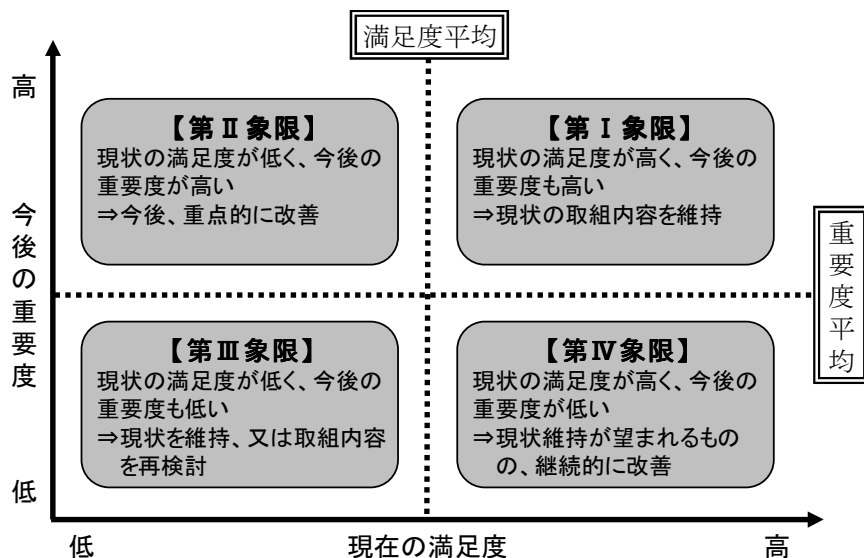 満足度平均
高
【第Ⅱ象限】
現状の満足度が低く、今後の
重要度が高い
⇒今後、重点的に改善
【第Ⅰ象限】
現状の満足度が高く、今後の
重要度も高い
⇒現状の取組内容を維持
今後の重要度
重要度平均
【第Ⅲ象限】
現状の満足度が低く、今後の
重要度も低い
⇒現状を維持、又は取組内容
を再検討
【第Ⅳ象限】
現状の満足度が高く、今後の
重要度が低い
⇒現状維持が望まれるもの
の、継続的に改善
低
低
現在の満足度
高